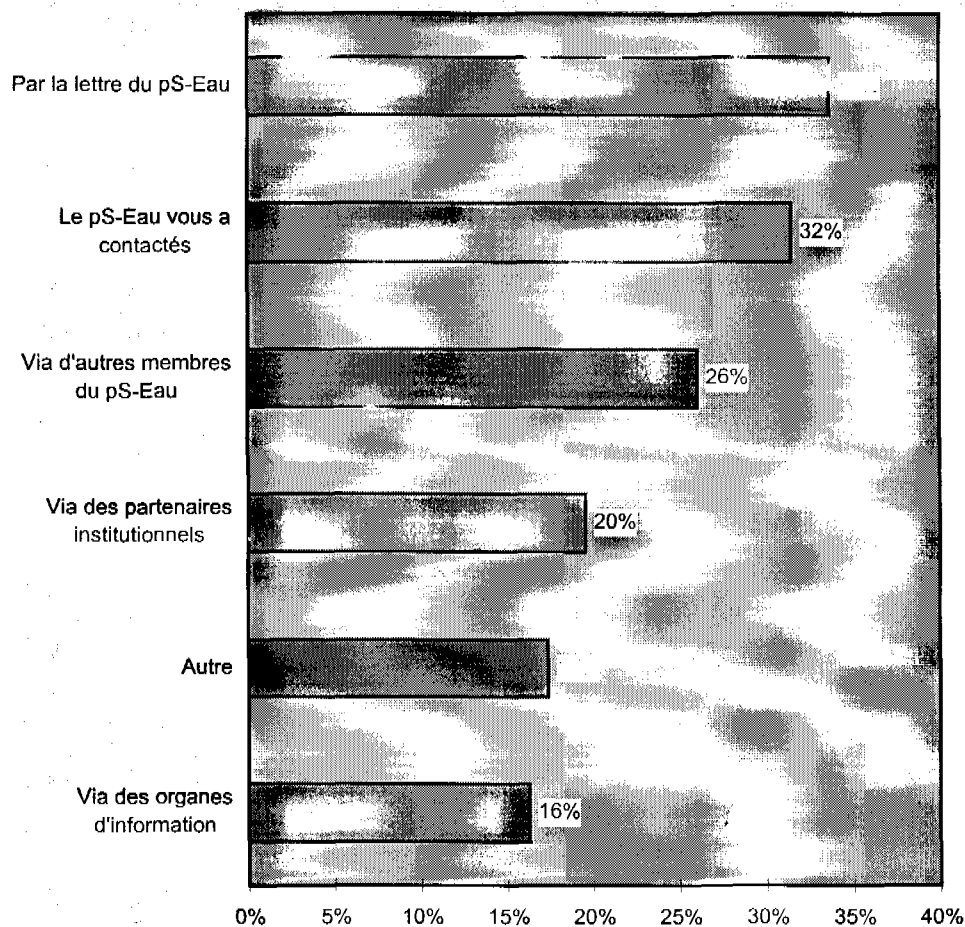 Par la lettre du pS-Eau
Le pS-Eau vous a
contactés
32%
Via d'autres membres
du pS-Eau
26%
Via des partenaires
institutionnels
20%
Autre
Via des organes
d'information
16%
0% 5% 10% 15% 20% 25% 30% 35% 40%